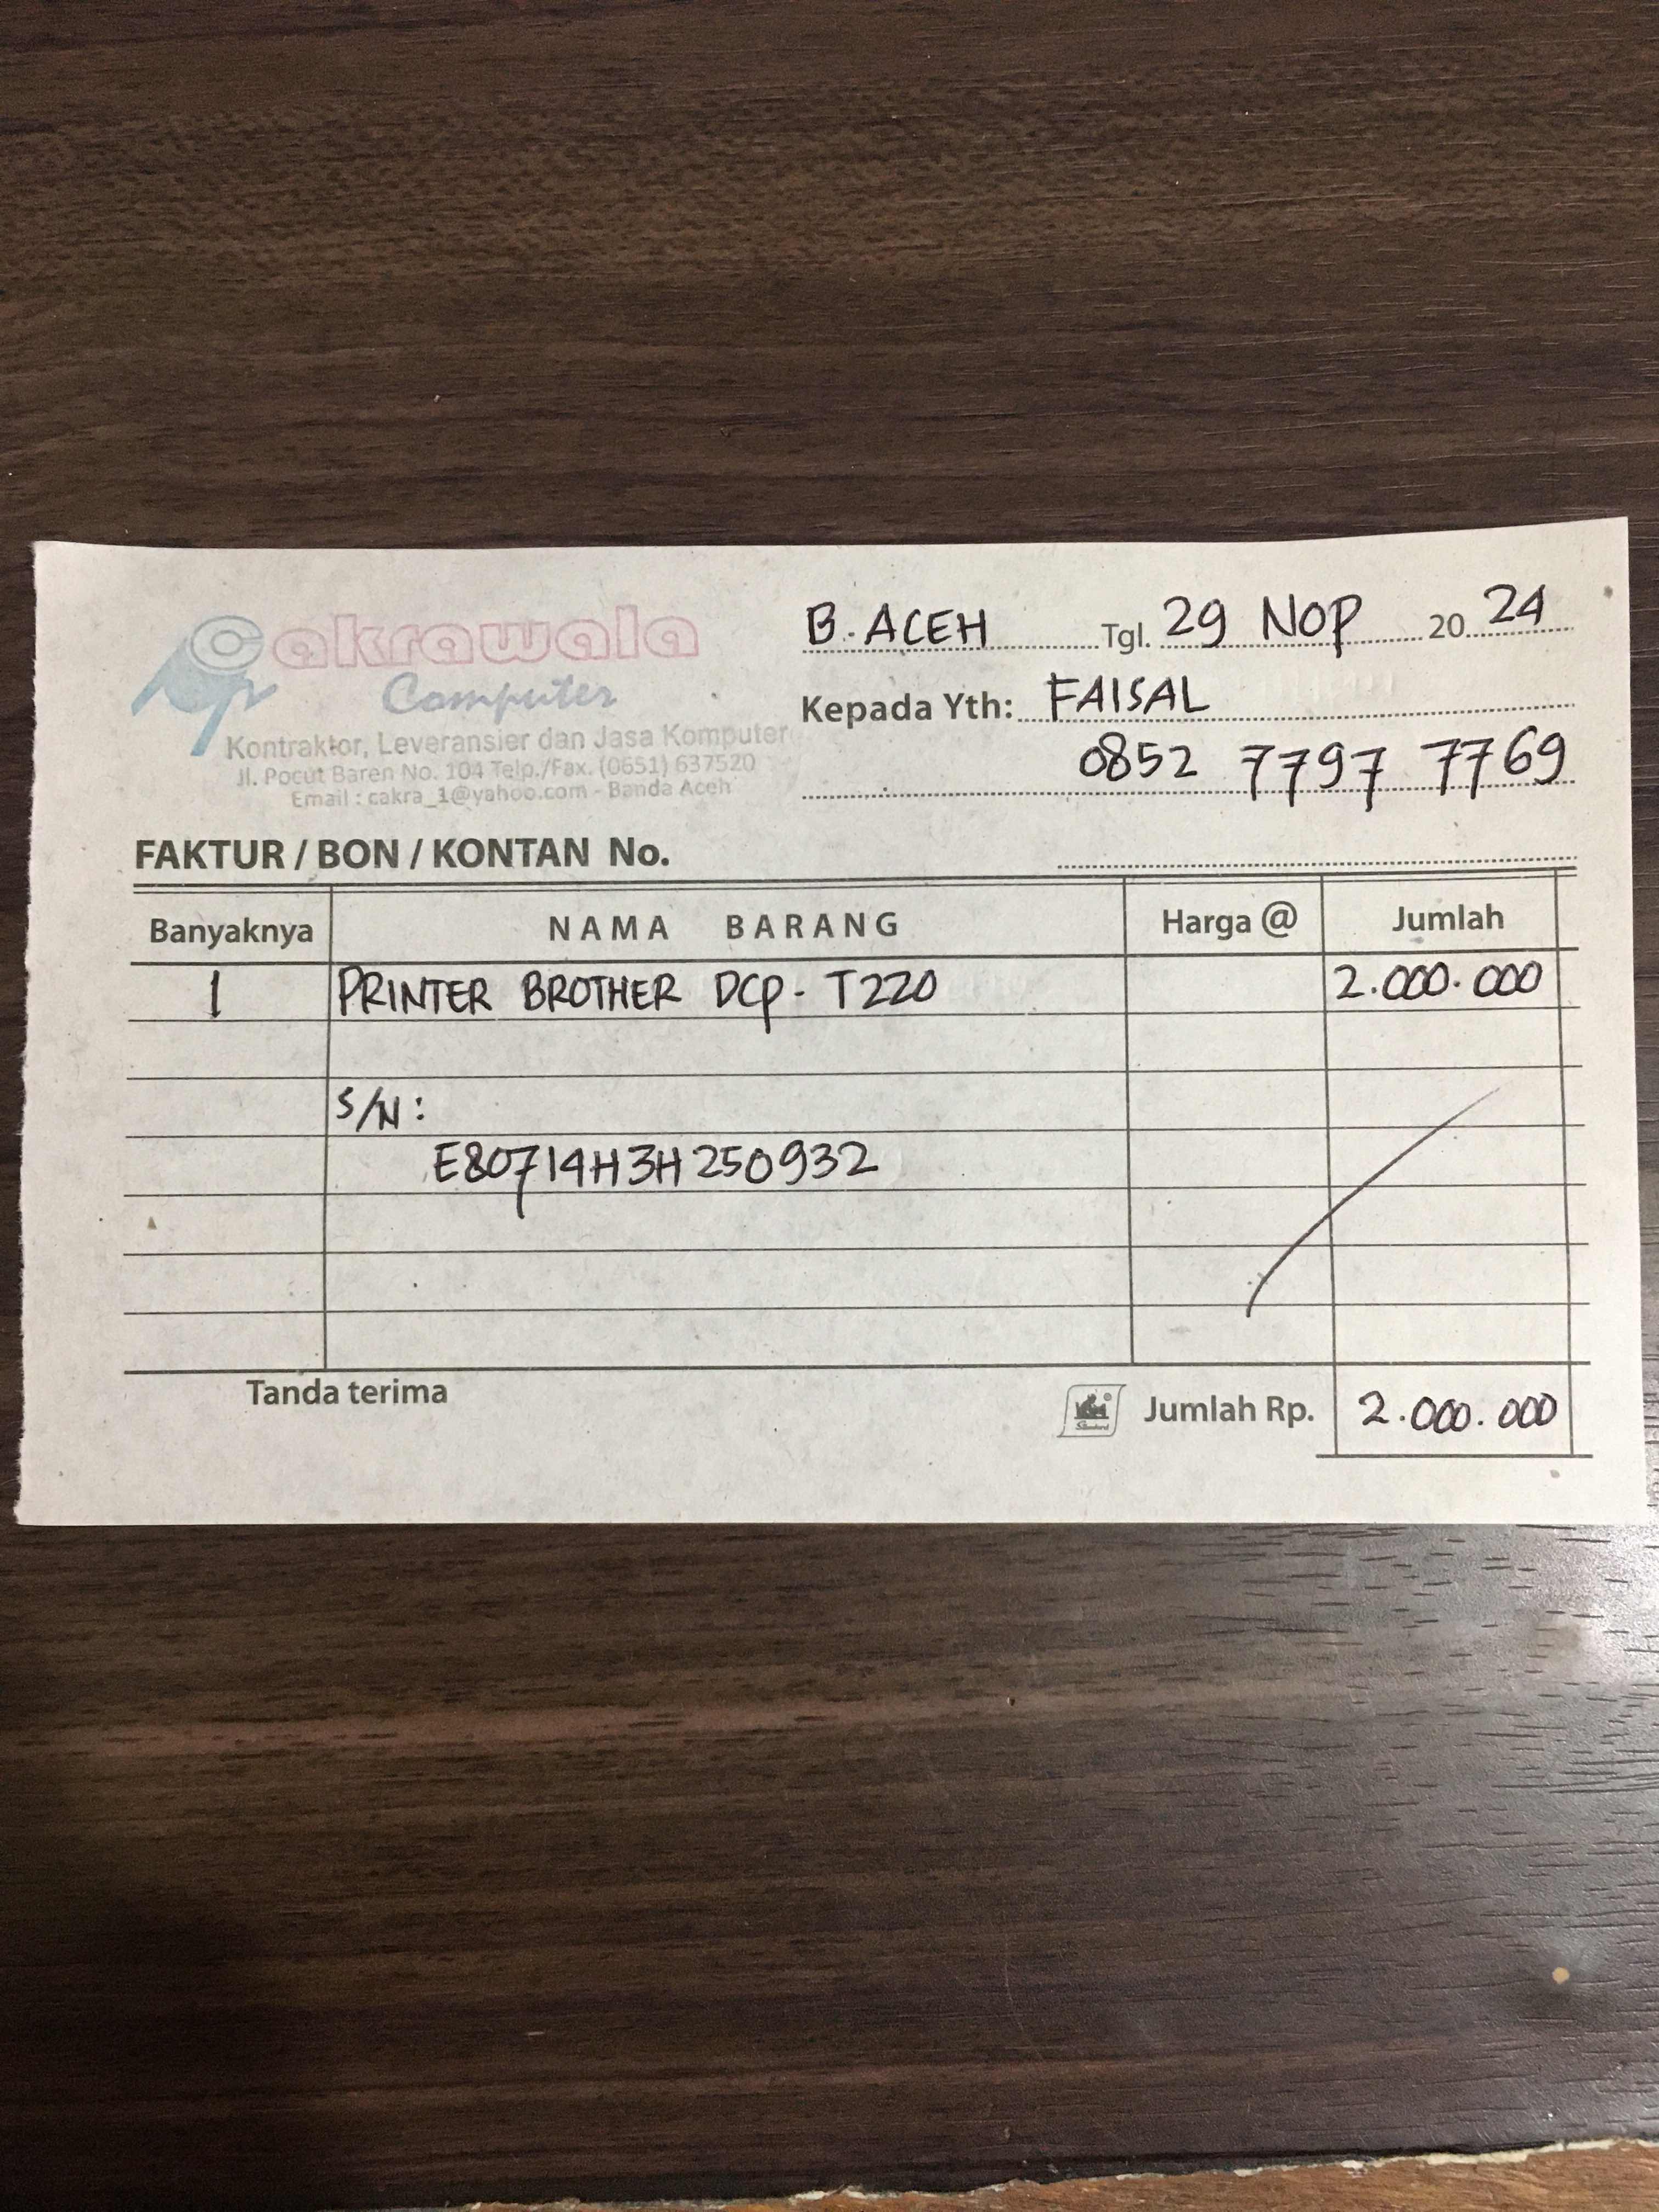 Cakrawala
Computer
Kontraktor, Leveransier dan Jasa Komputer
Jl. Pocut Baren No. 104 Telp./Fax. (0651) 637520
Email : cakra_1@yahoo.com - Banda Aceh
B. ACEH Tgl. 29 NOP 20 24
Kepada Yth: FAISAL
0852 7797 7769
FAKTUR / BON / KONTAN No.
Banyaknya NAMA BARANG Harga @ Jumlah
1 PRINTER BROTHER DCP - T220 2.000.000
S/N :
E80714H3H250932
Tanda terima Jumlah Rp. 2.000.000